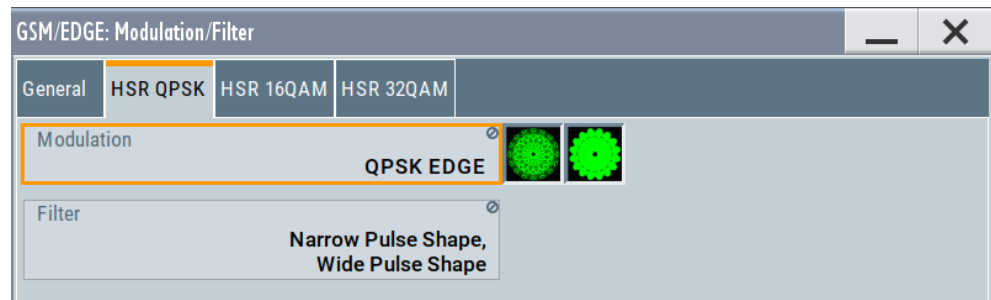 GSM/EDGE: Modulation/Filter
General HSR QPSK HSR 16QAM HSR 32QAM
Modulation
QPSK EDGE
Filter
Narrow Pulse Shape,
Wide Pulse Shape